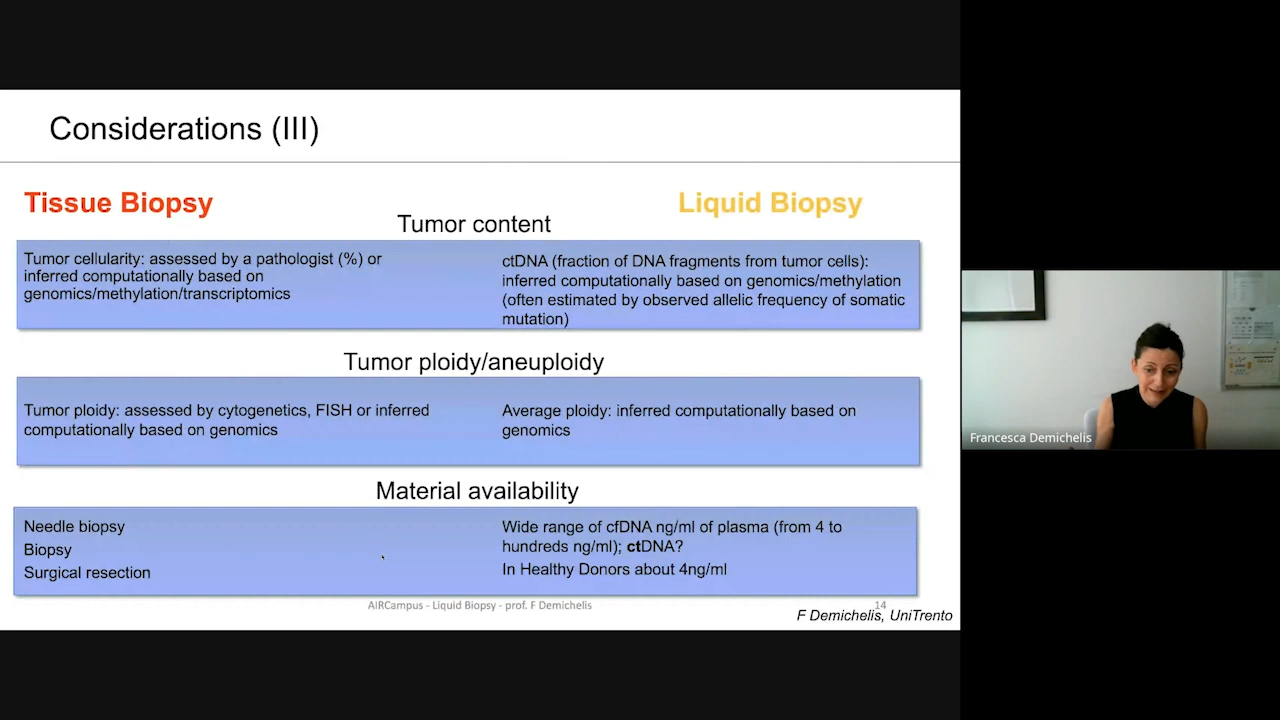 Considerations (III)
Tissue Biopsy
Liquid Biopsy
Tumor content
Tumor cellularity: assessed by a pathologist (%) or
inferred computationally based on
genomics/methylation/transcriptomics
ctDNA (fraction of DNA fragments from tumor cells):
inferred computationally based on genomics/methylation
(often estimated by observed allelic frequency of somatic
mutation)
Tumor ploidy/aneuploidy
Tumor ploidy: assessed by cytogenetics, FISH or inferred
computationally based on genomics
Average ploidy: inferred computationally based on
genomics
Material availability
Needle biopsy
Biopsy
Surgical resection
Wide range of cfDNA ng/ml of plasma (from 4 to
hundreds ng/ml); ctDNA?
In Healthy Donors about 4ng/ml
AIRCampus - Liquid Biopsy - prof. F Demichelis
14
F Demichelis, UniTrento
Francesca Demichelis